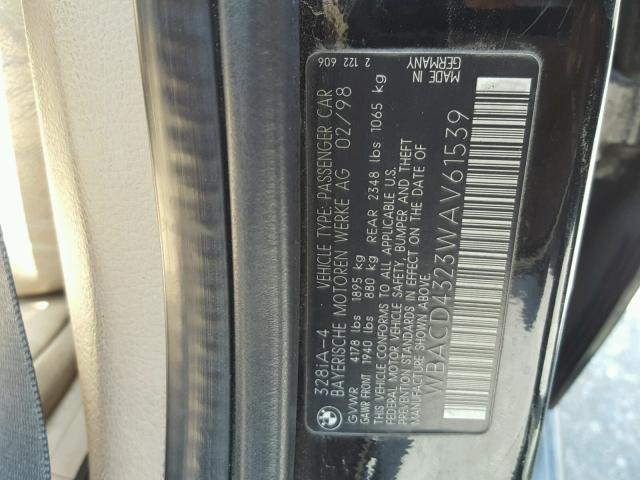 328iA-4 VEHICLE TYPE: PASSENGER CAR
BAYERISCHE MOTOREN WERKE AG 02/98
GVWR 4178 lbs 1895 kg
GAWR FRONT 1940 lbs 880 kg REAR 2348 lbs 1065 kg
THIS VEHICLE CONFORMS TO ALL APPLICABLE U.S.
FEDERAL MOTOR VEHICLE SAFETY, BUMPER AND THEFT
PREVENTION STANDARDS IN EFFECT ON THE DATE OF
MANUFACTURE SHOWN ABOVE.
WBACD4323WAV61539
2 122 606
MADE IN
GERMANY